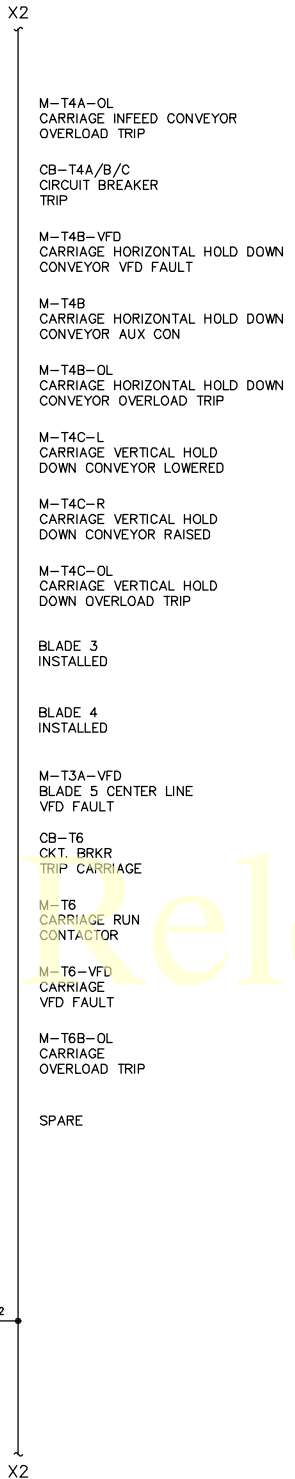 X2
M-T4A-OL
CARRIAGE INFEED CONVEYOR
OVERLOAD TRIP
CB-T4A/B/C
CIRCUIT BREAKER
TRIP
M-T4B-VFD
CARRIAGE HORIZONTAL HOLD DOWN
CONVEYOR VFD FAULT
M-T4B
CARRIAGE HORIZONTAL HOLD DOWN
CONVEYOR AUX CON
M-T4B-OL
CARRIAGE HORIZONTAL HOLD DOWN
CONVEYOR OVERLOAD TRIP
M-T4C-L
CARRIAGE VERTICAL HOLD
DOWN CONVEYOR LOWERED
M-T4C-R
CARRIAGE VERTICAL HOLD
DOWN CONVEYOR RAISED
M-T4C-OL
CARRIAGE VERTICAL HOLD
DOWN OVERLOAD TRIP
BLADE 3
INSTALLED
BLADE 4
INSTALLED
M-T3A-VFD
BLADE 5 CENTER LINE
VFD FAULT
CB-T6
CKT. BRKR
TRIP CARRIAGE
M-T6
CARRIAGE RUN
CONTACTOR
M-T6-VFD
CARRIAGE
VFD FAULT
M-T6B-OL
CARRIAGE
OVERLOAD TRIP
SPARE
2
X2
Rele